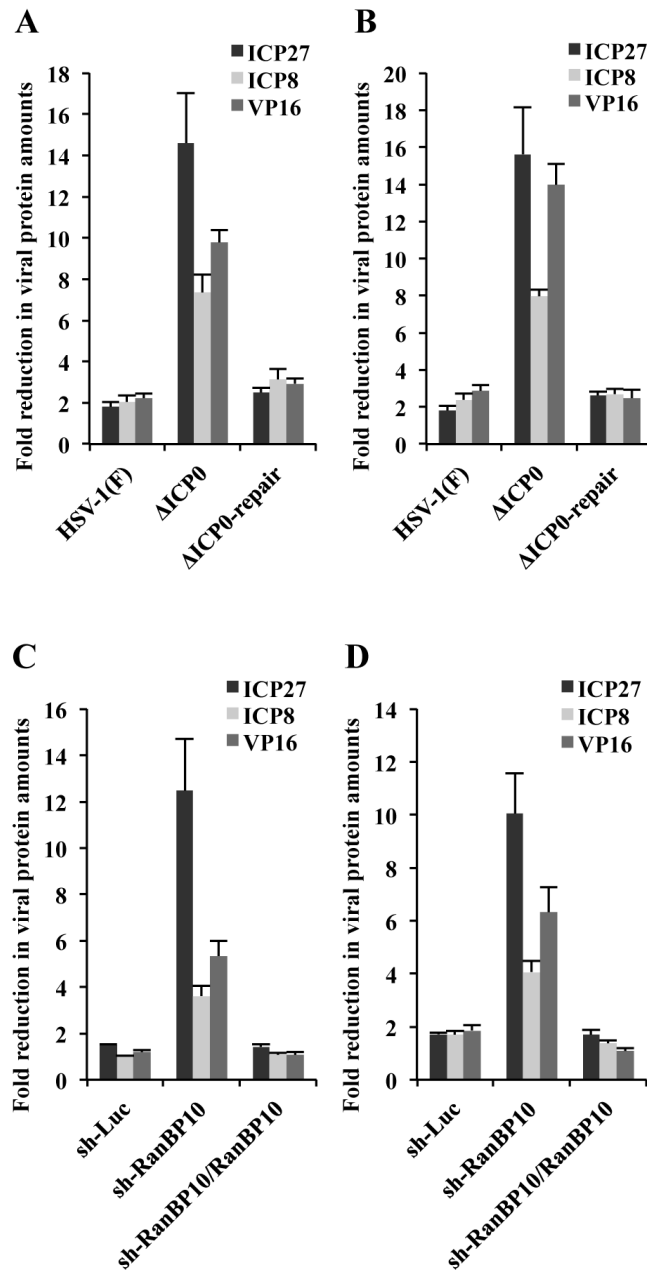 A
ICP27
ICP8
VP16
Fold reduction in viral protein amounts
18
16
14
12
10
8
6
4
2
0
HSV-1(F)
ΔICP0
ΔICP0-repair
B
ICP27
ICP8
VP16
Fold reduction in viral protein amounts
20
18
16
14
12
10
8
6
4
2
0
HSV-1(F)
ΔICP0
ΔICP0-repair
C
ICP27
ICP8
VP16
Fold reduction in viral protein amounts
16
14
12
10
8
6
4
2
0
sh-Luc
sh-RanBP10
sh-RanBP10/RanBP10
D
ICP27
ICP8
VP16
Fold reduction in viral protein amounts
14
12
10
8
6
4
2
0
sh-Luc
sh-RanBP10
sh-RanBP10/RanBP10